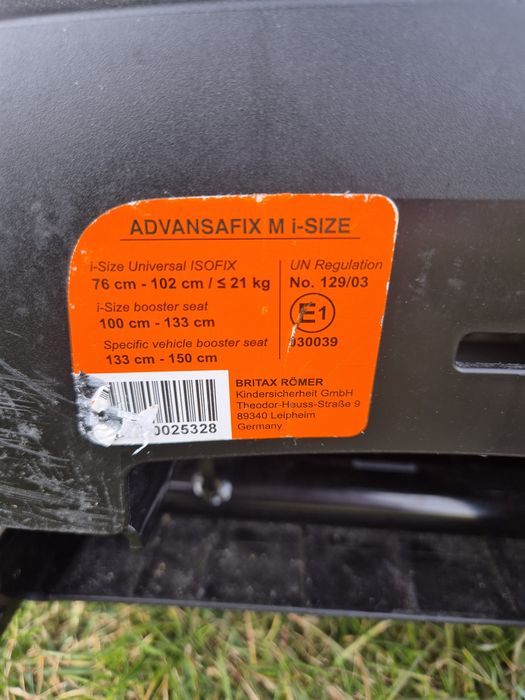 ADVANSAFIX M i-SIZE
i-Size Universal ISOFIX
76 cm - 102 cm / ≤ 21 kg
i-Size booster seat
100 cm - 133 cm
Specific vehicle booster seat
133 cm - 150 cm
UN Regulation
No. 129/03
E1
030039
0025328
BRITAX RÖMER
Kindersicherheit GmbH
Theodor-Heuss-Straße 9
89340 Leipheim
Germany